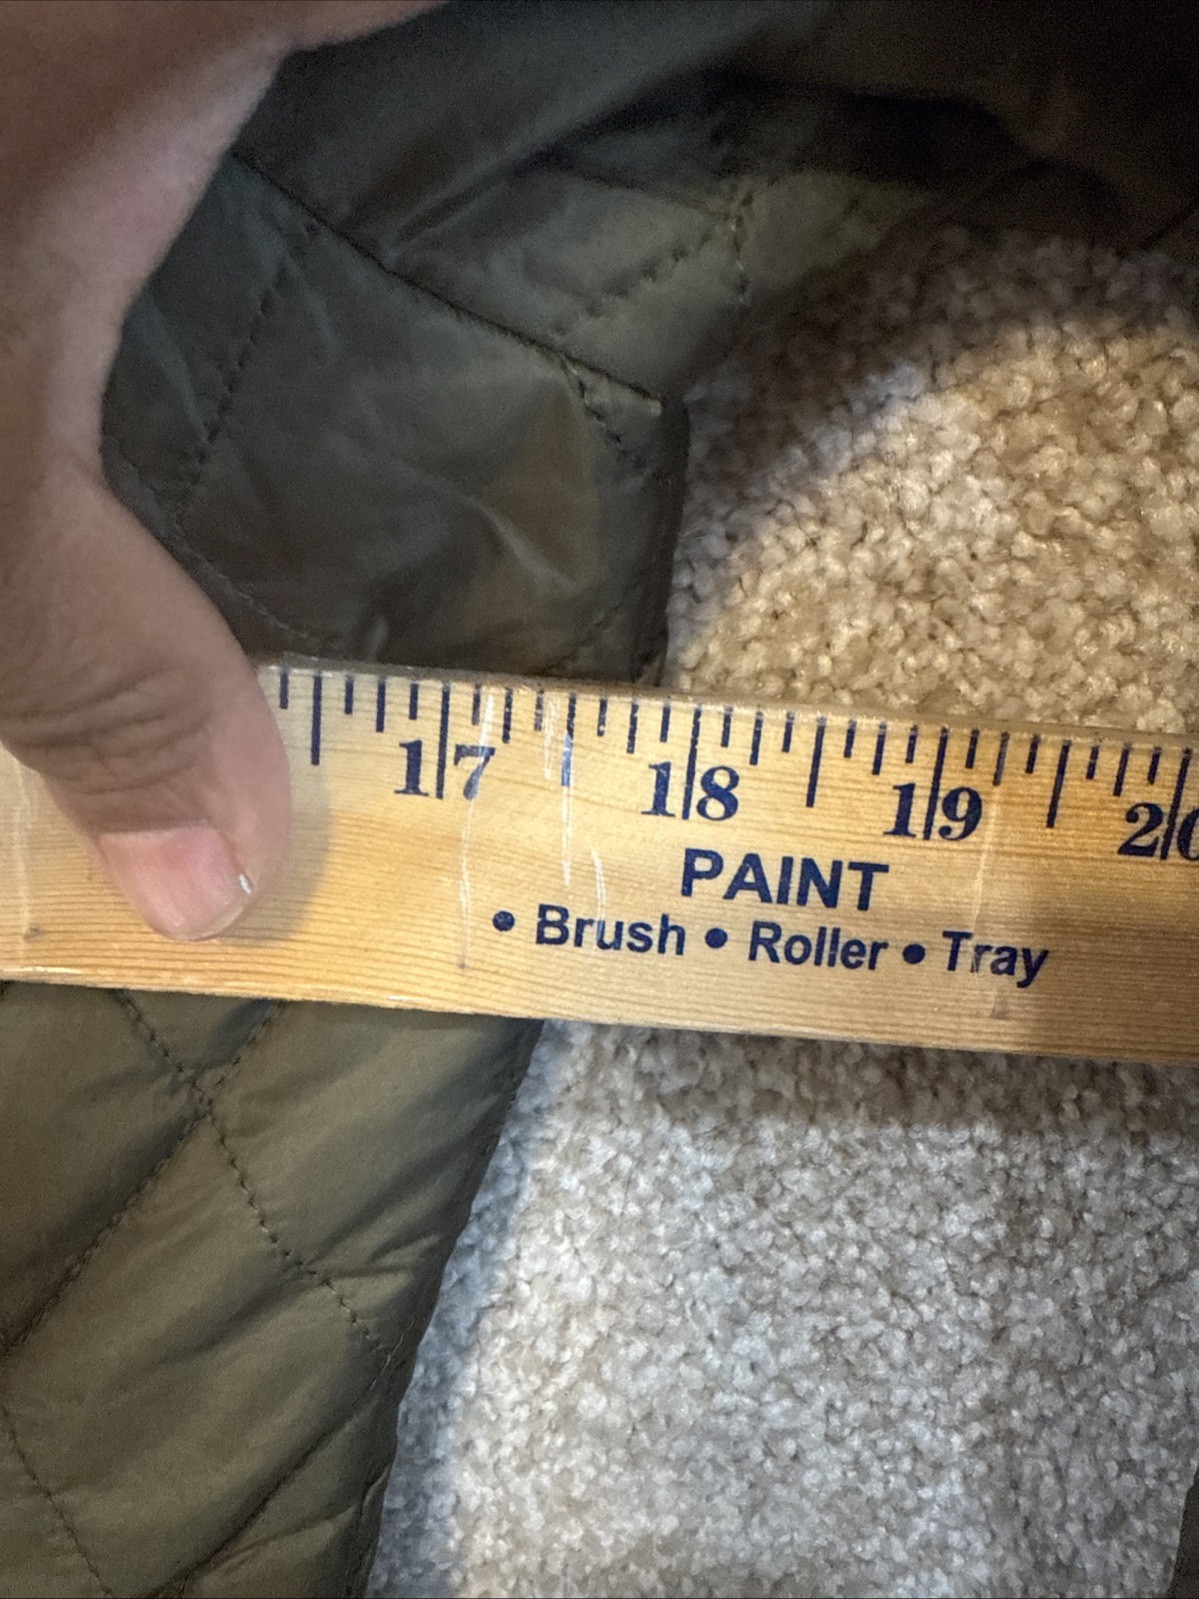 17 18 19 20
PAINT
• Brush • Roller • Tray